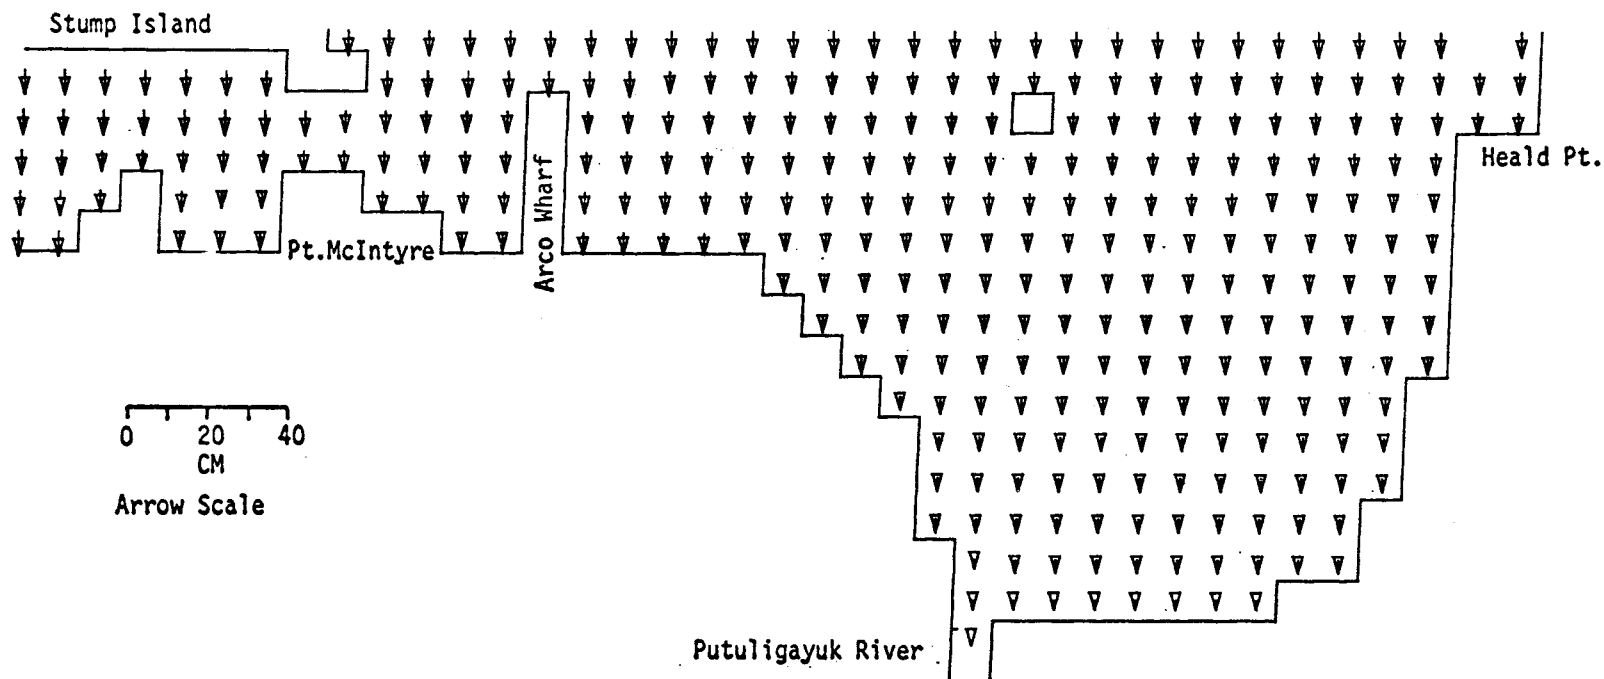 Stump Island
Heald Pt.
Arco Wharf
Pt.McIntyre
0 20 40
CM
Arrow Scale
Putuligayuk River